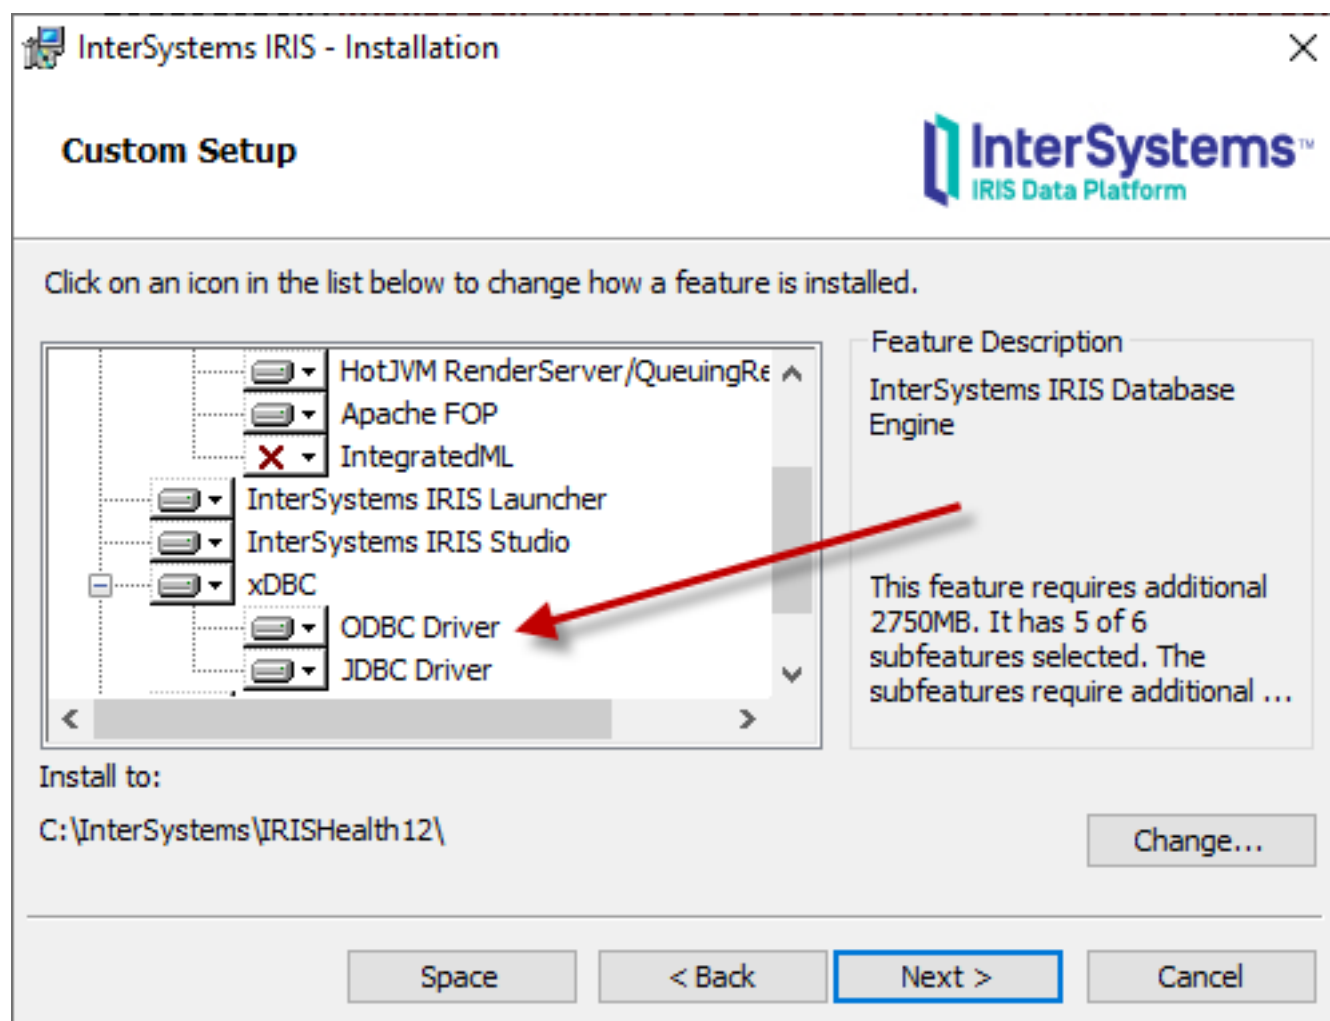 InterSystems IRIS - Installation
Custom Setup
InterSystems™
IRIS Data Platform
Click on an icon in the list below to change how a feature is installed.
HotJVM RenderServer/QueuingRe
Apache FOP
IntegratedML
InterSystems IRIS Launcher
InterSystems IRIS Studio
xDBC
ODBC Driver
JDBC Driver
Feature Description
InterSystems IRIS Database
Engine
This feature requires additional
2750MB. It has 5 of 6
subfeatures selected. The
subfeatures require additional ...
Install to:
C:\InterSystems\IRISHealth12\
Change...
Space
< Back
Next >
Cancel